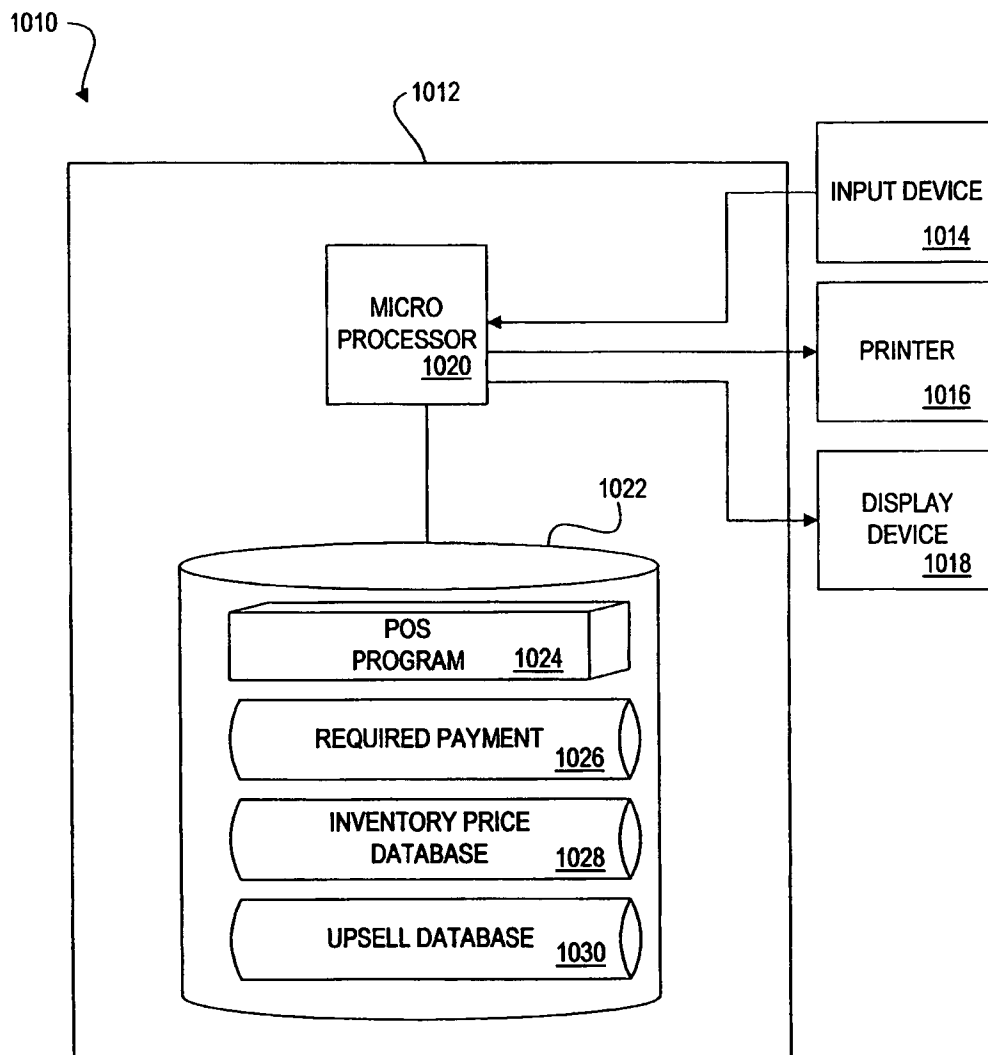 1010
1012
INPUT DEVICE
1014
MICRO
PROCESSOR
1020
PRINTER
1016
DISPLAY
DEVICE
1018
1022
POS
PROGRAM
1024
REQUIRED PAYMENT
1026
INVENTORY PRICE
DATABASE
1028
UPSELL DATABASE
1030